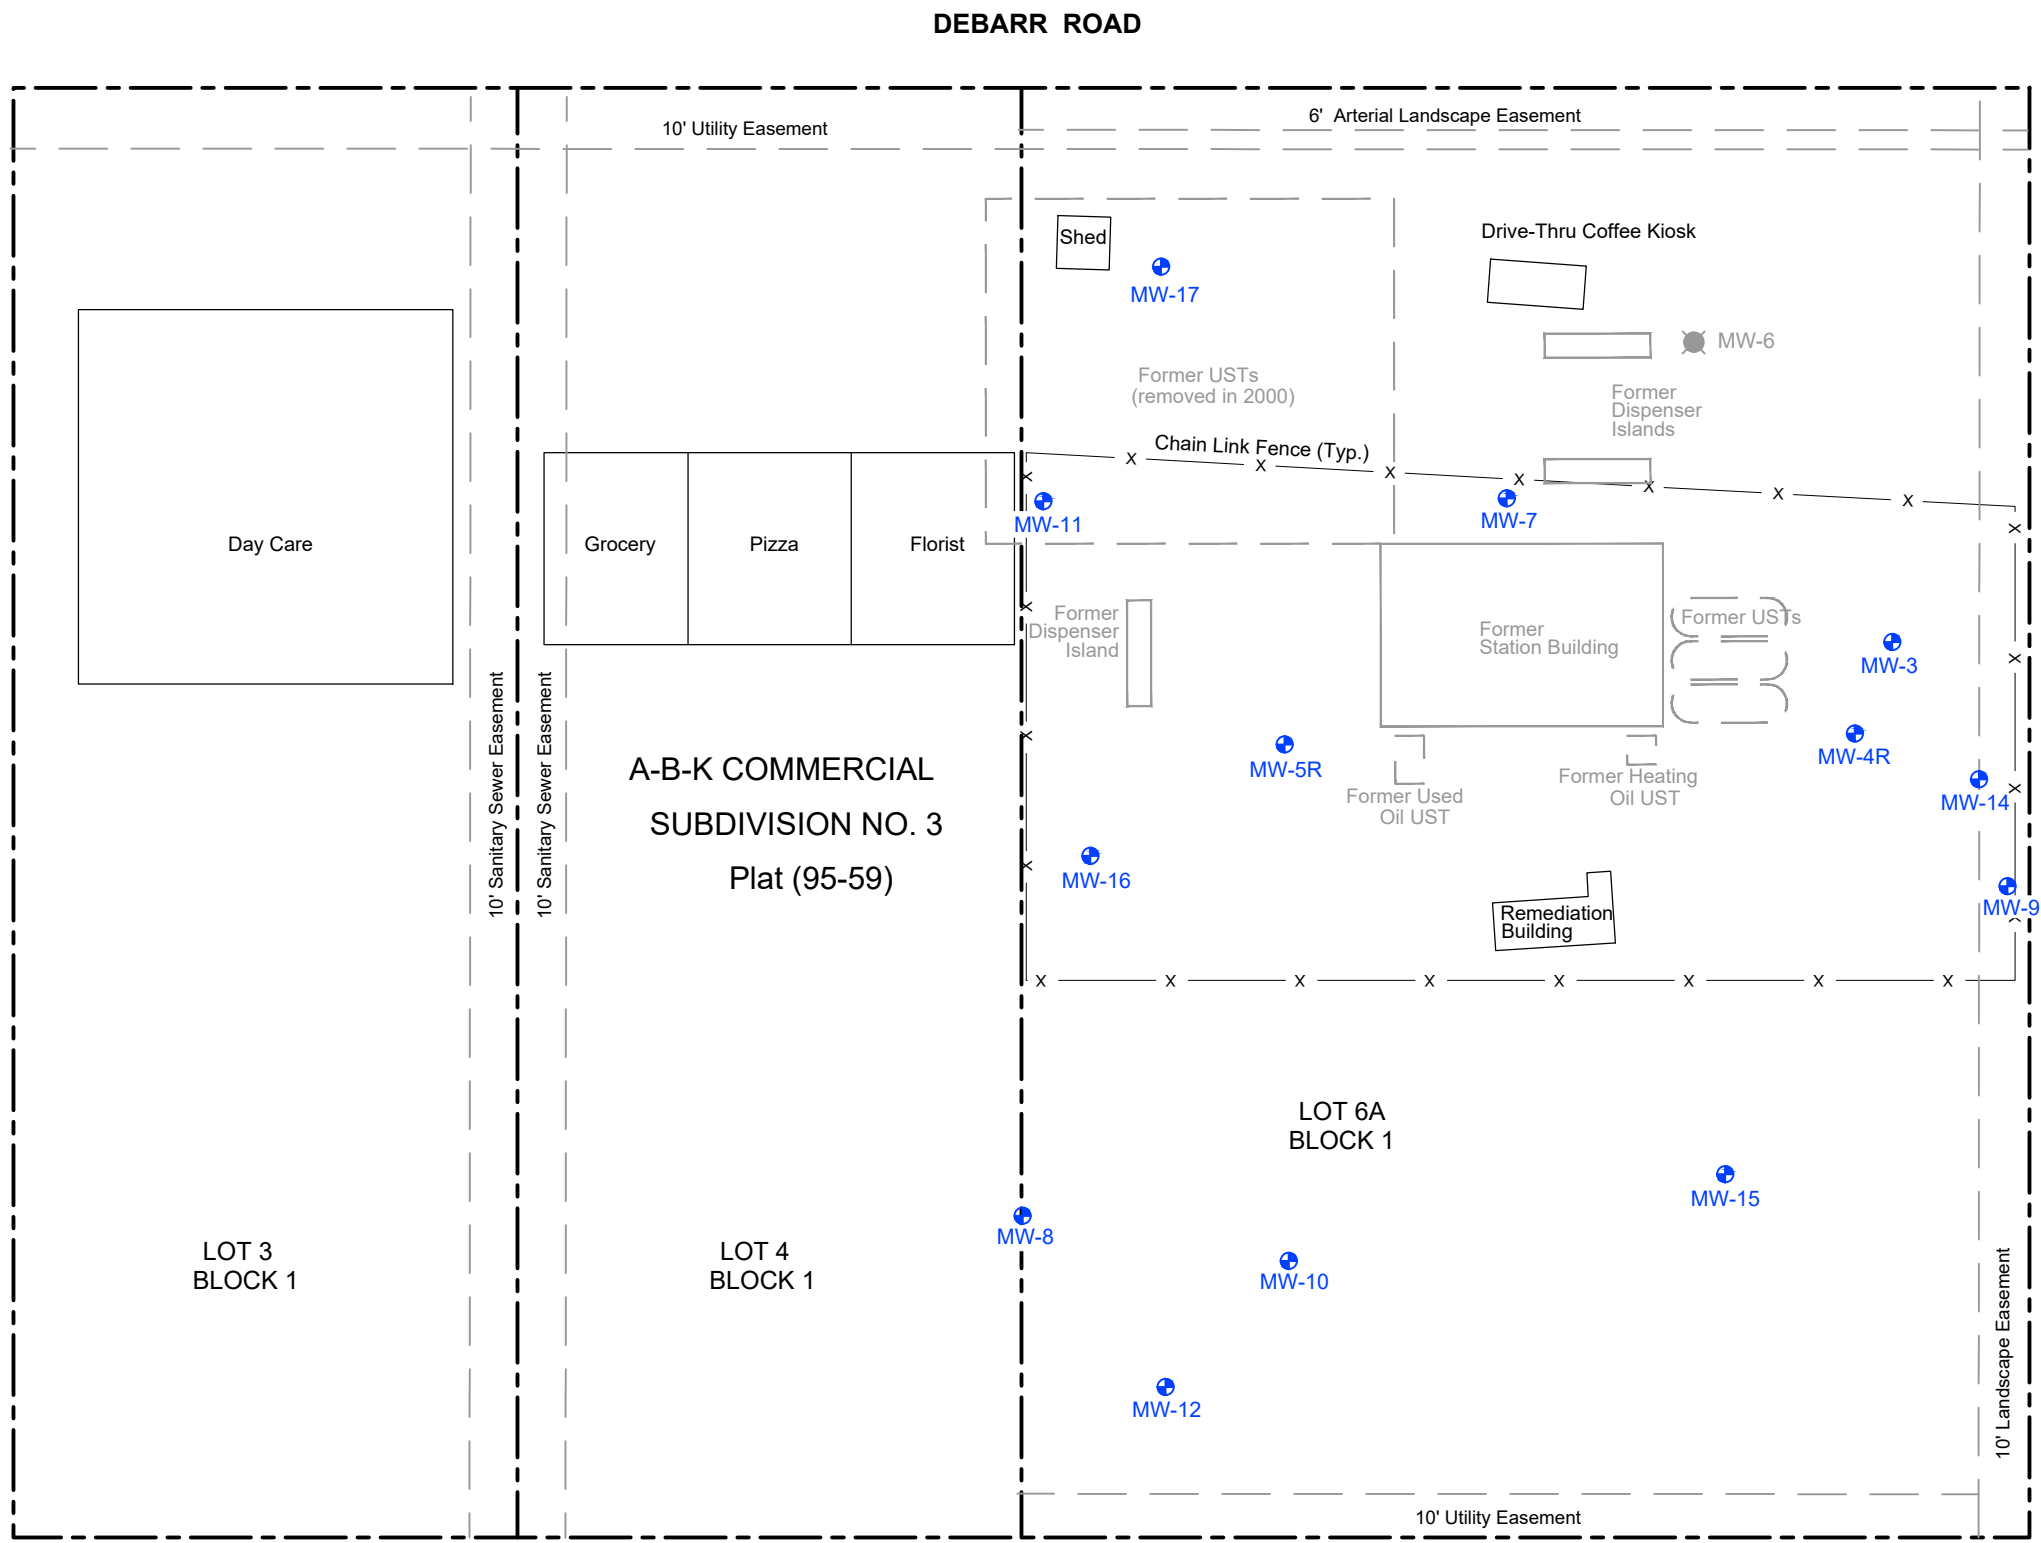 DEBARR ROAD
10' Utility Easement
6' Arterial Landscape Easement
Shed
MW-17
Drive-Thru Coffee Kiosk
MW-6
Former USTs
(removed in 2000)
Former
Dispenser
Islands
Chain Link Fence (Typ.)
X
X
X
X
X
X
X
X
MW-11
MW-7
X
Day Care
Grocery
Pizza
Florist
X
Former
Dispenser
Island
Former
Station Building
Former USTs
MW-3
X
10' Sanitary Sewer Easement
10' Sanitary Sewer Easement
A-B-K COMMERCIAL
SUBDIVISION NO. 3
Plat (95-59)
X
MW-5R
Former Used
Oil UST
Former Heating
Oil UST
MW-4R
MW-14
X
X
MW-16
Remediation
Building
MW-9
X
X
X
X
X
X
X
X
X
LOT 6A
BLOCK 1
MW-15
LOT 3
BLOCK 1
LOT 4
BLOCK 1
MW-8
MW-10
MW-12
10' Landscape Easement
10' Utility Easement